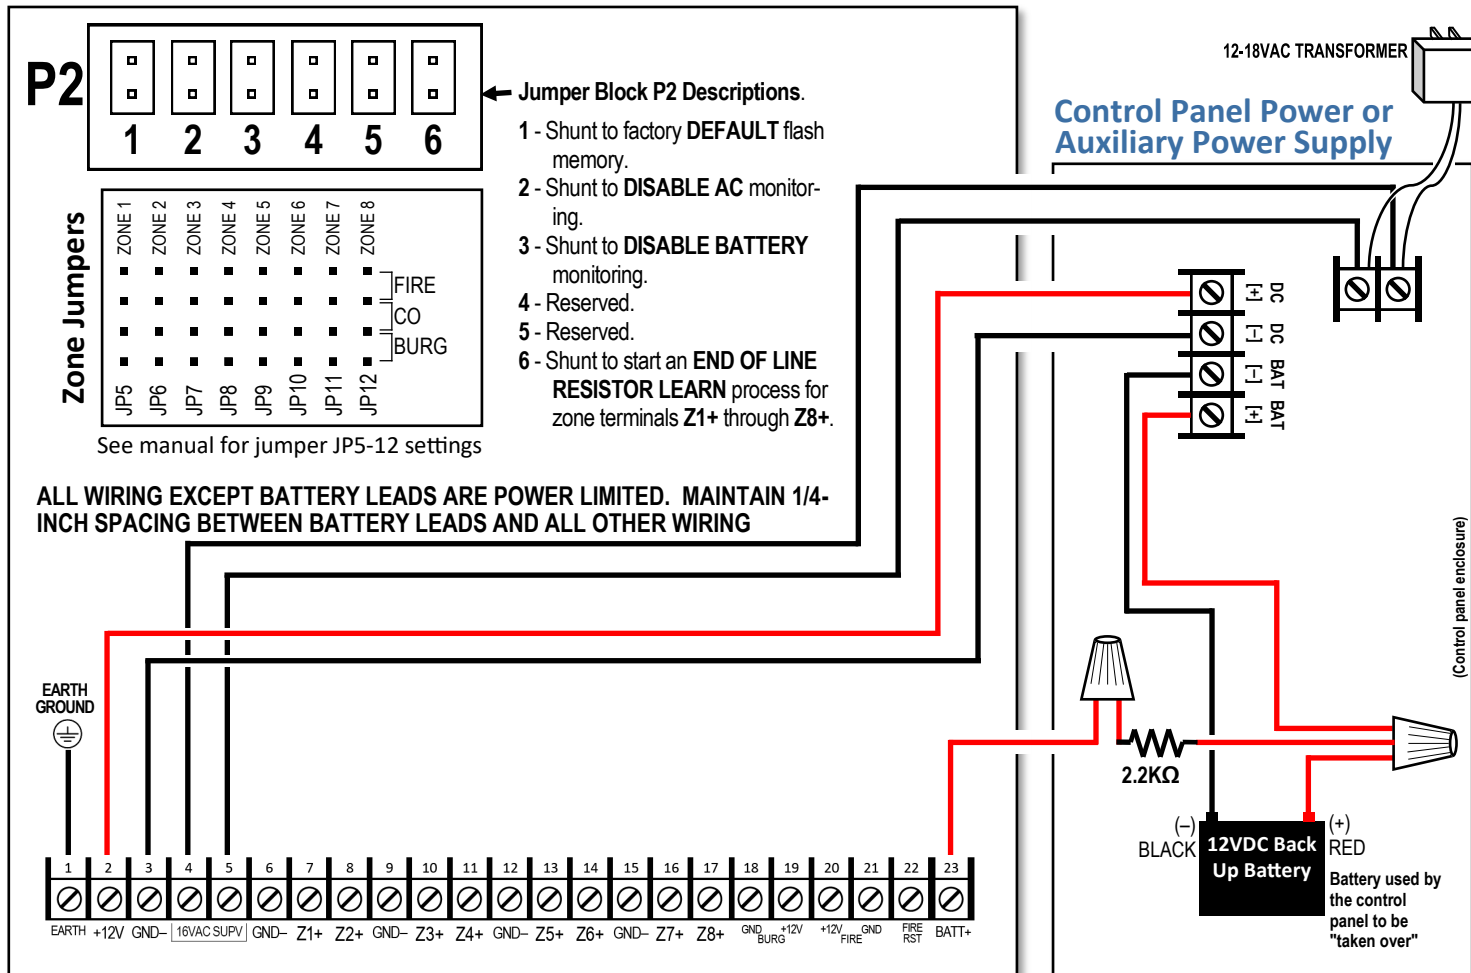 P2
1 2 3 4 5 6
Jumper Block P2 Descriptions.
1 - Shunt to factory DEFAULT flash
memory.
2 - Shunt to DISABLE AC monitor-
ing.
3 - Shunt to DISABLE BATTERY
monitoring.
4 - Reserved.
5 - Reserved.
6 - Shunt to start an END OF LINE
RESISTOR LEARN process for
zone terminals Z1+ through Z8+.
Zone Jumpers
ZONE 1 ZONE 2 ZONE 3 ZONE 4 ZONE 5 ZONE 6 ZONE 7 ZONE 8
FIRE
CO
BURG
JP5 JP6 JP7 JP8 JP9 JP10 JP11 JP12
See manual for jumper JP5-12 settings
ALL WIRING EXCEPT BATTERY LEADS ARE POWER LIMITED. MAINTAIN 1/4-
INCH SPACING BETWEEN BATTERY LEADS AND ALL OTHER WIRING
12-18VAC TRANSFORMER
Control Panel Power or
Auxiliary Power Supply
DC [+]
DC [–]
BAT [–]
BAT [+]
(Control panel enclosure)
2.2KΩ
(–)
BLACK
12VDC Back
Up Battery
(+)
RED
Battery used by
the control
panel to be
"taken over"
EARTH
GROUND
1 2 3 4 5 6 7 8 9 10 11 12 13 14 15 16 17 18 19 20 21 22 23
EARTH +12V GND– 16VAC SUPV GND– Z1+ Z2+ GND– Z3+ Z4+ GND– Z5+ Z6+ GND– Z7+ Z8+ GND +12V +12V GND FIRE BATT+
BURG FIRE RST